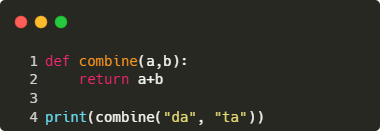 1 def combine(a,b):
2     return a+b
3
4 print(combine("da", "ta"))